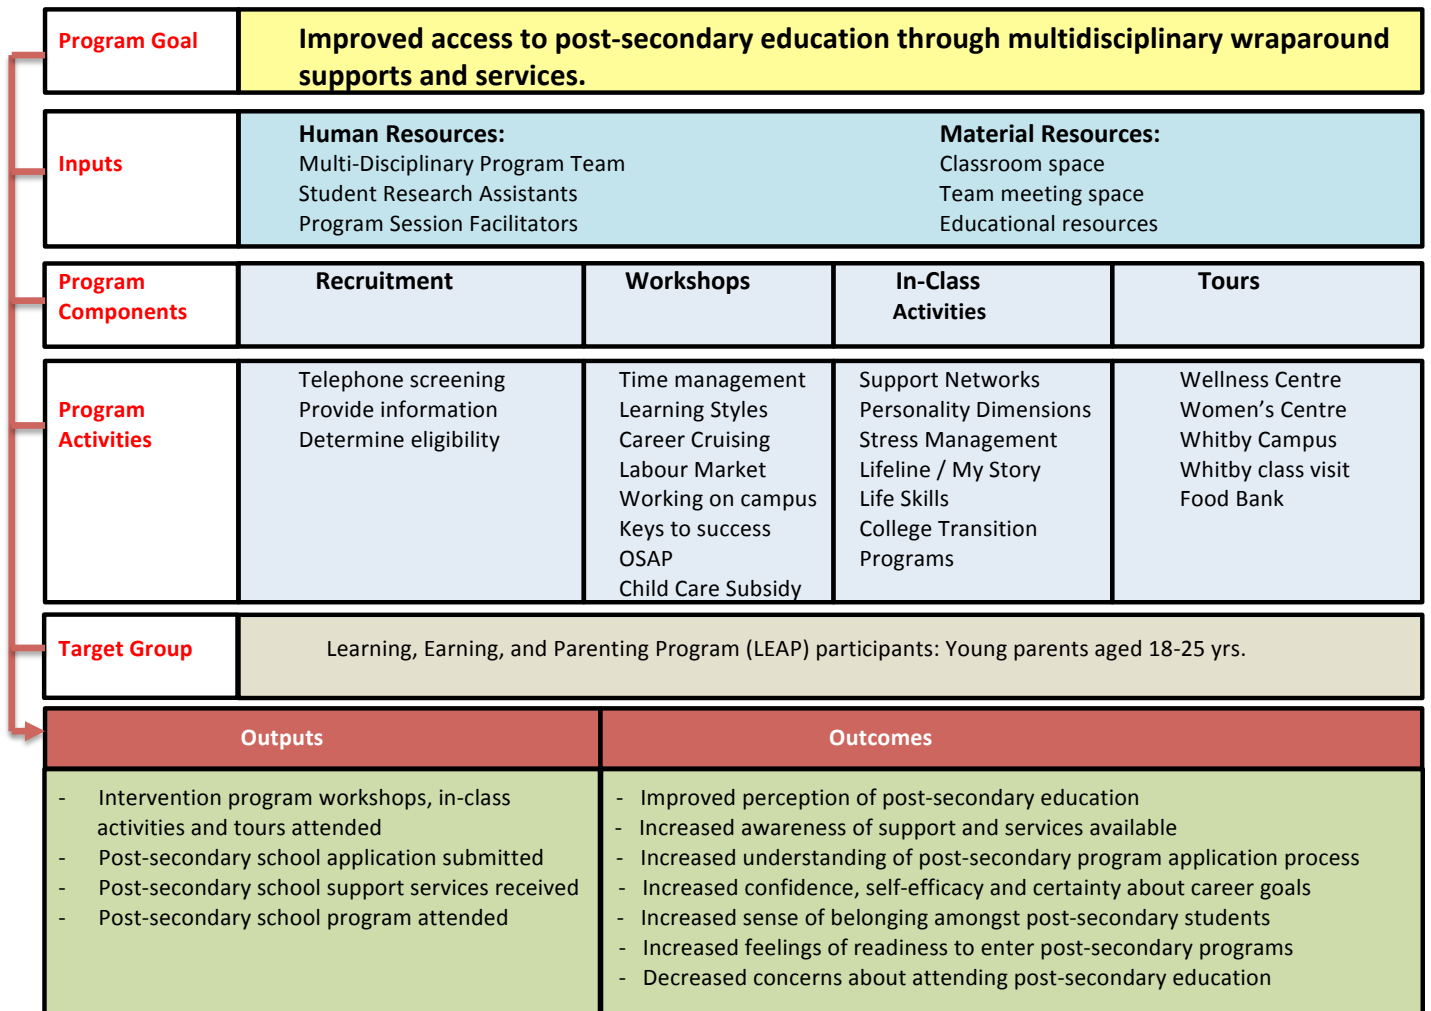 Program Goal
Improved access to post-secondary education through multidisciplinary wraparound
supports and services.
Inputs
Human Resources:
Multi-Disciplinary Program Team
Student Research Assistants
Program Session Facilitators
Material Resources:
Classroom space
Team meeting space
Educational resources
Program
Components
Recruitment
Workshops
In-Class
Activities
Tours
Program
Activities
Telephone screening
Provide information
Determine eligibility
Time management
Learning Styles
Career Cruising
Labour Market
Working on campus
Keys to success
OSAP
Child Care Subsidy
Support Networks
Personality Dimensions
Stress Management
Lifeline / My Story
Life Skills
College Transition
Programs
Wellness Centre
Women’s Centre
Whitby Campus
Whitby class visit
Food Bank
Target Group
Learning, Earning, and Parenting Program (LEAP) participants: Young parents aged 18-25 yrs.
Outputs
- Intervention program workshops, in-class
activities and tours attended
- Post-secondary school application submitted
- Post-secondary school support services received
- Post-secondary school program attended
Outcomes
- Improved perception of post-secondary education
- Increased awareness of support and services available
- Increased understanding of post-secondary program application process
- Increased confidence, self-efficacy and certainty about career goals
- Increased sense of belonging amongst post-secondary students
- Increased feelings of readiness to enter post-secondary programs
- Decreased concerns about attending post-secondary education